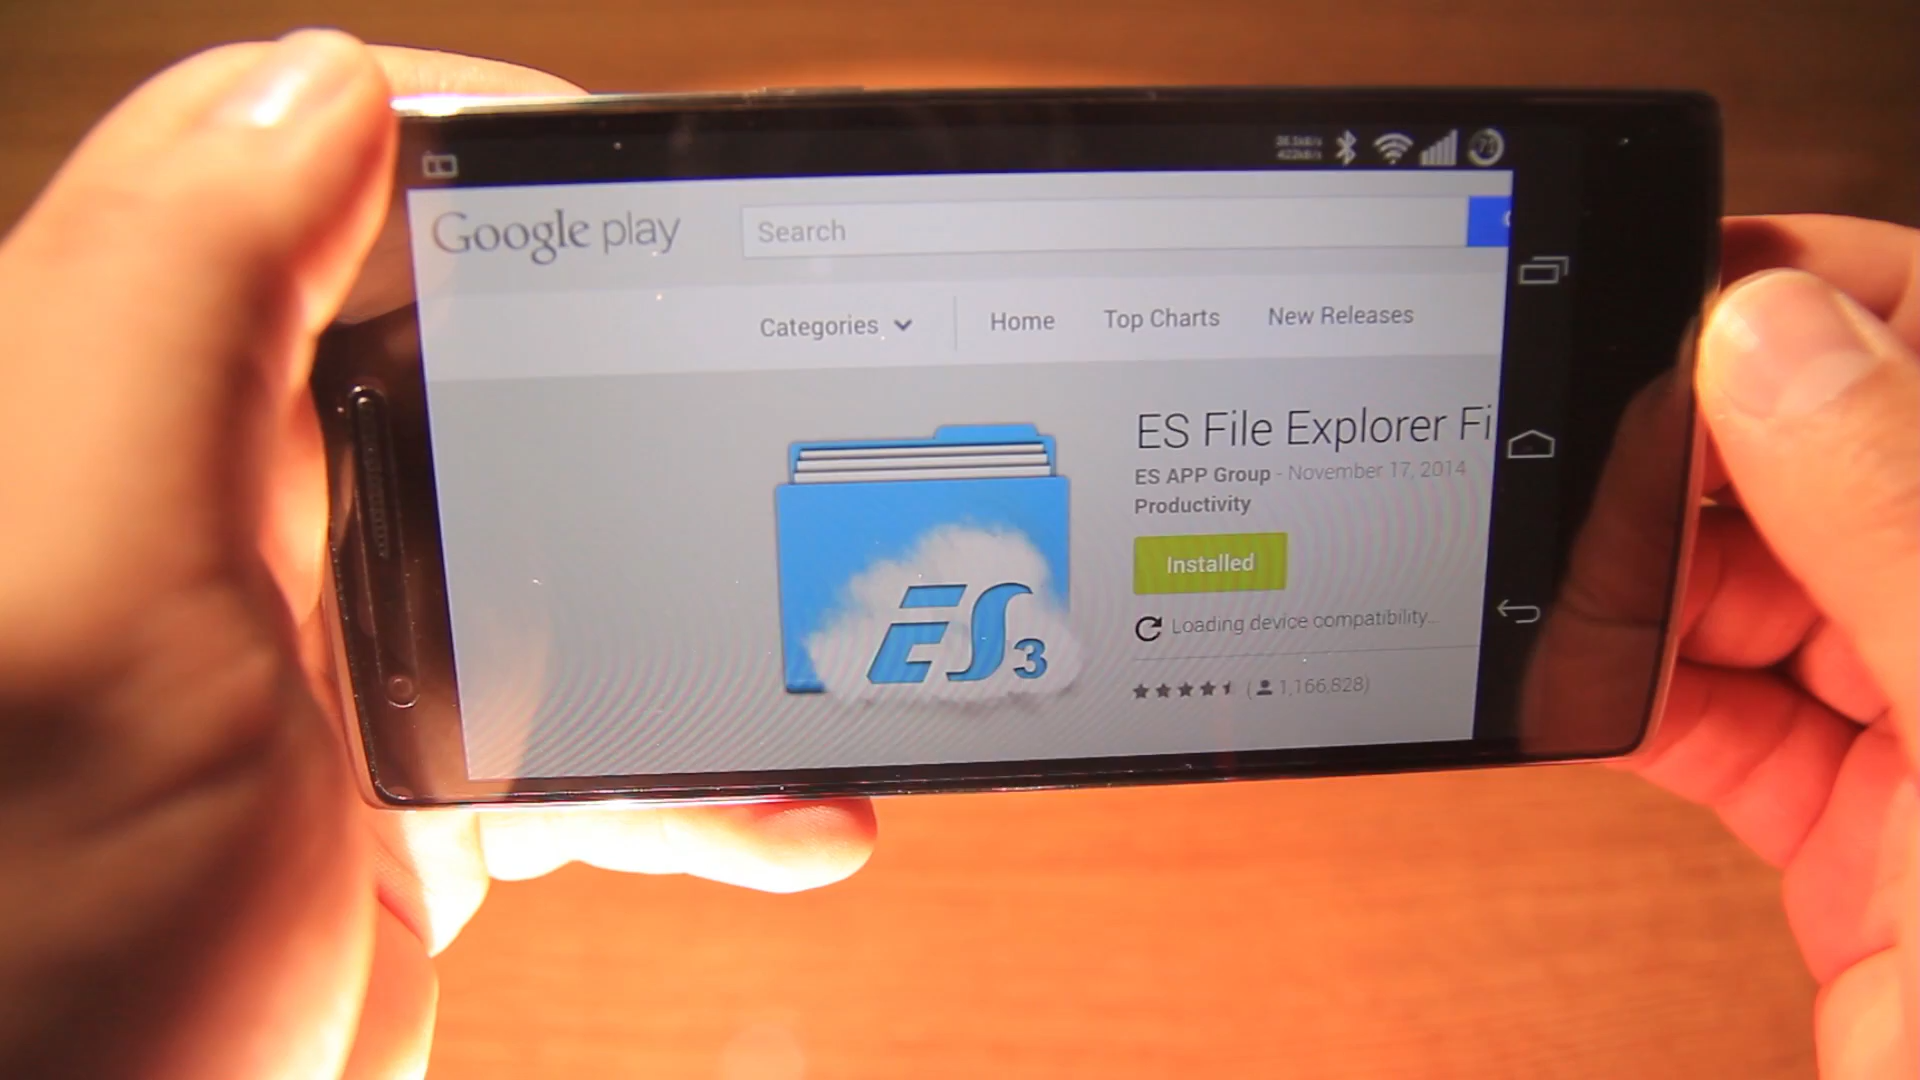 71
Google play
Search
Categories
Home
Top Charts
New Releases
ES File Explorer Fi
ES APP Group - November 17, 2014
Productivity
Installed
Loading device compatibility...
(1,166,828)
ES3